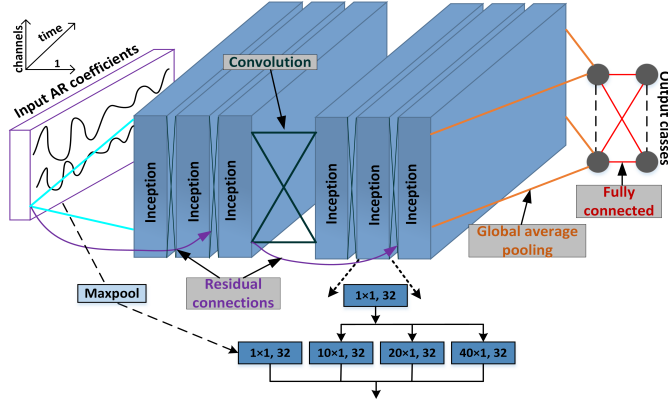 channels
time
1
Input AR coefficients
Convolution
Inception
Inception
Inception
Inception
Inception
Inception
Output classes
Fully
connected
Global average
pooling
Residual
connections
Maxpool
1×1, 32
1×1, 32
10×1, 32
20×1, 32
40×1, 32